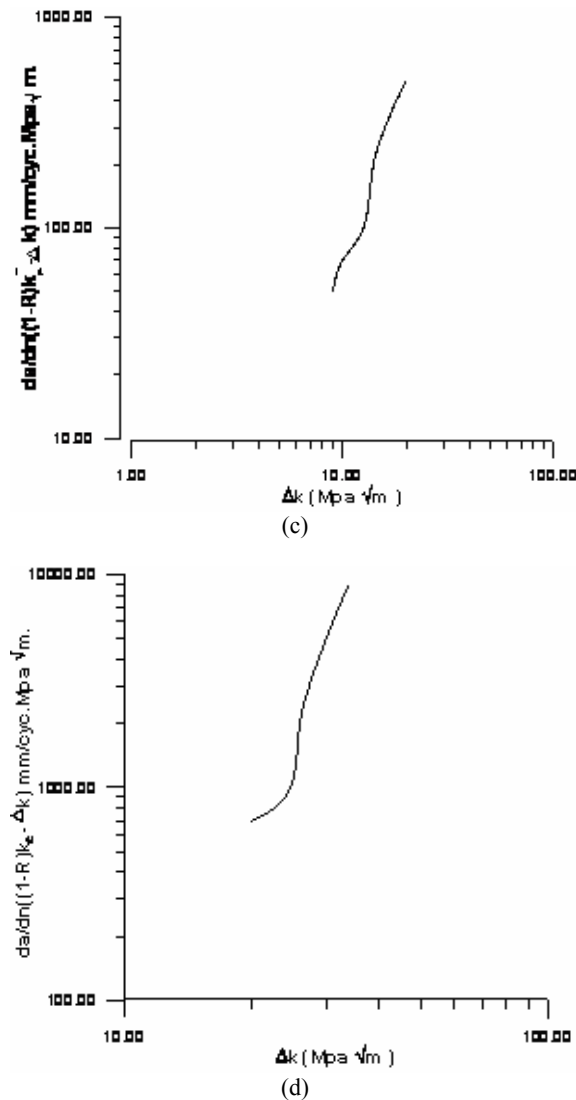 1000.00
da/dn((1-R)k - Δk) mm/cyc.Mpa √m.
100.00
10.00
1.00 10.00 100.00
Δk ( Mpa √m )
(c)
10000.00
da/dn((1-R)k - Δk) mm/cyc.Mpa √m.
1000.00
100.00
10.00 100.00
Δk ( Mpa √m )
(d)